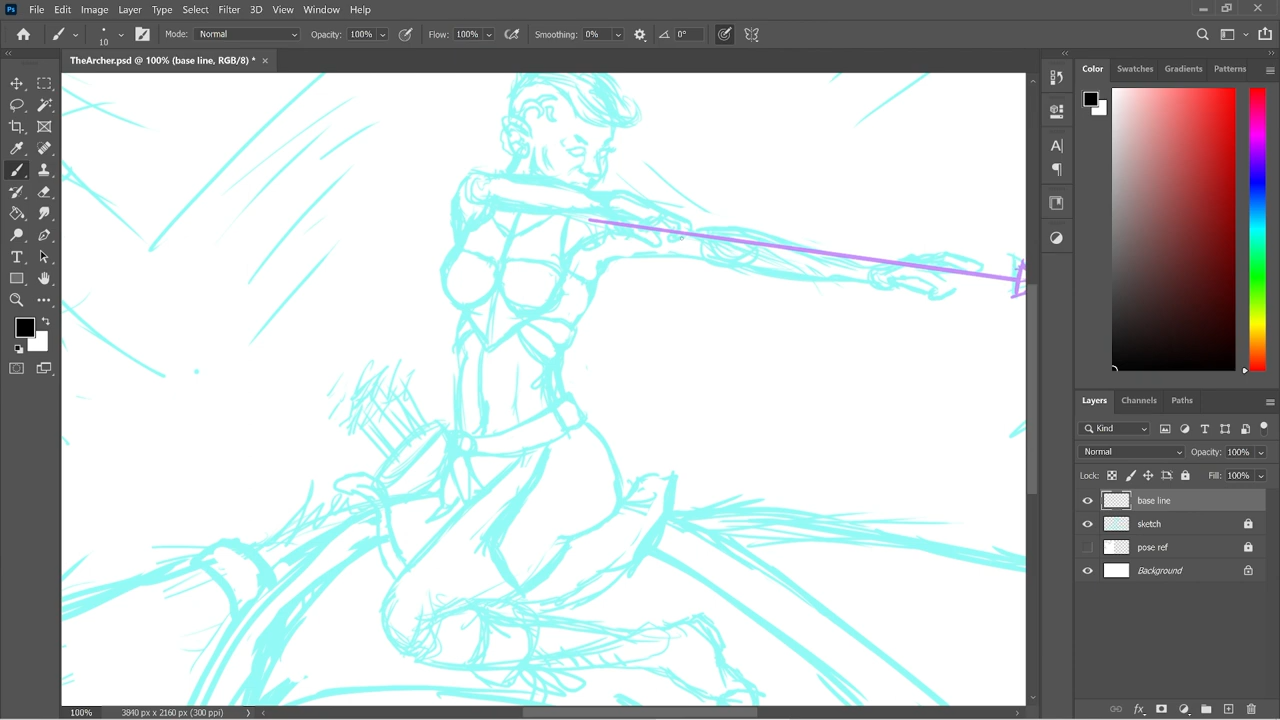 Ps File Edit Image Layer Type Select Filter 3D View Window Help
10 Mode: Normal Opacity: 100% Flow: 100% Smoothing: 0% 0°
TheArcher.psd @ 100% (base line, RGB/8) * ×
Color Swatches Gradients Patterns
Layers Channels Paths
Kind
Normal Opacity: 100%
Lock: Fill: 100%
base line
sketch
pose ref
Background
100% 3840 px x 2160 px (300 ppi)